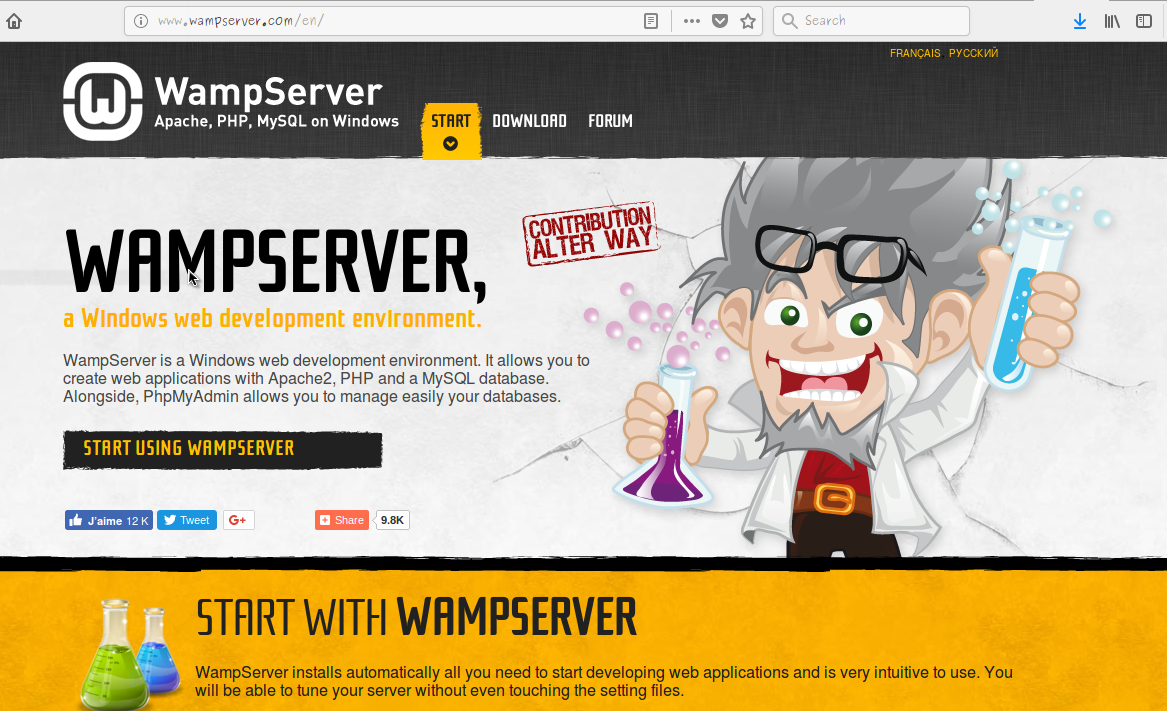 www.wampserver.com/en/
Search
FRANÇAIS РУССКИЙ
WampServer
Apache, PHP, MySQL on Windows
START DOWNLOAD FORUM
CONTRIBUTION
ALTER WAY
WAMPSERVER,
a Windows web development environment.
WampServer is a Windows web development environment. It allows you to
create web applications with Apache2, PHP and a MySQL database.
Alongside, PhpMyAdmin allows you to manage easily your databases.
START USING WAMPSERVER
J'aime 12 K Tweet G+ Share 9.8K
START WITH WAMPSERVER
WampServer installs automatically all you need to start developing web applications and is very intuitive to use. You
will be able to tune your server without even touching the setting files.